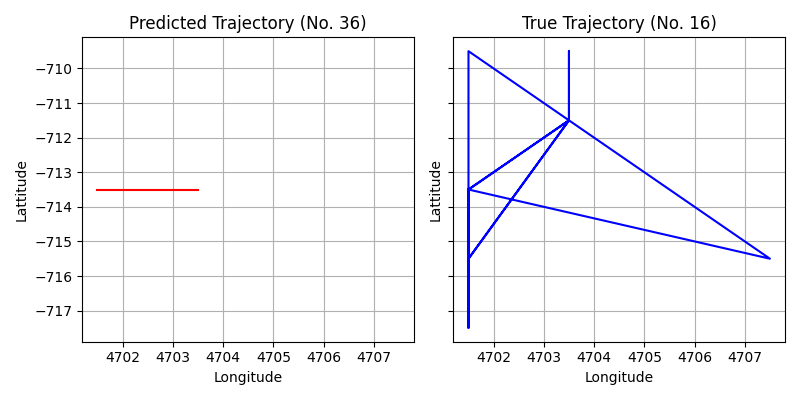 Predicted Trajectory (No. 36)
True Trajectory (No. 16)
Lattitude
−710
−711
−712
−713
−714
−715
−716
−717
4702 4703 4704 4705 4706 4707
Longitude
Lattitude
4702 4703 4704 4705 4706 4707
Longitude